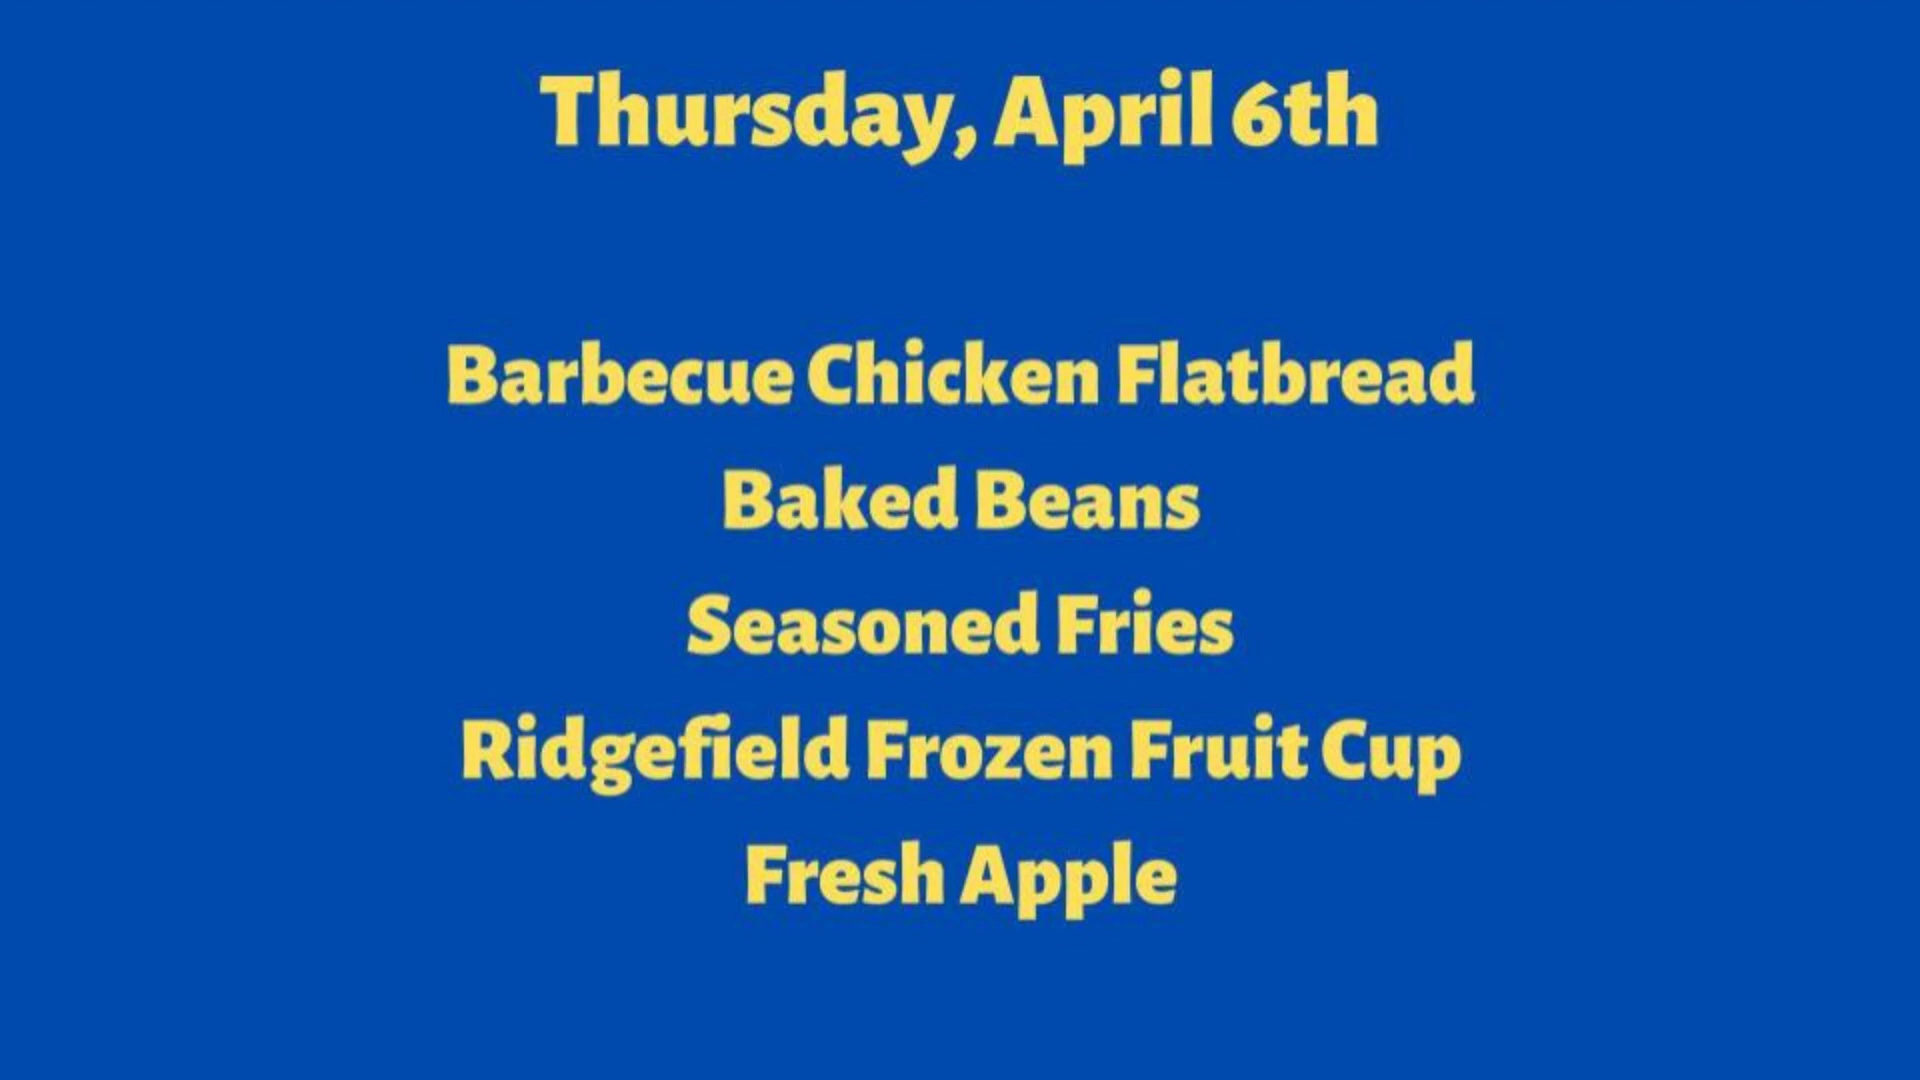 Thursday, April 6th
Barbecue Chicken Flatbread
Baked Beans
Seasoned Fries
Ridgefield Frozen Fruit Cup
Fresh Apple